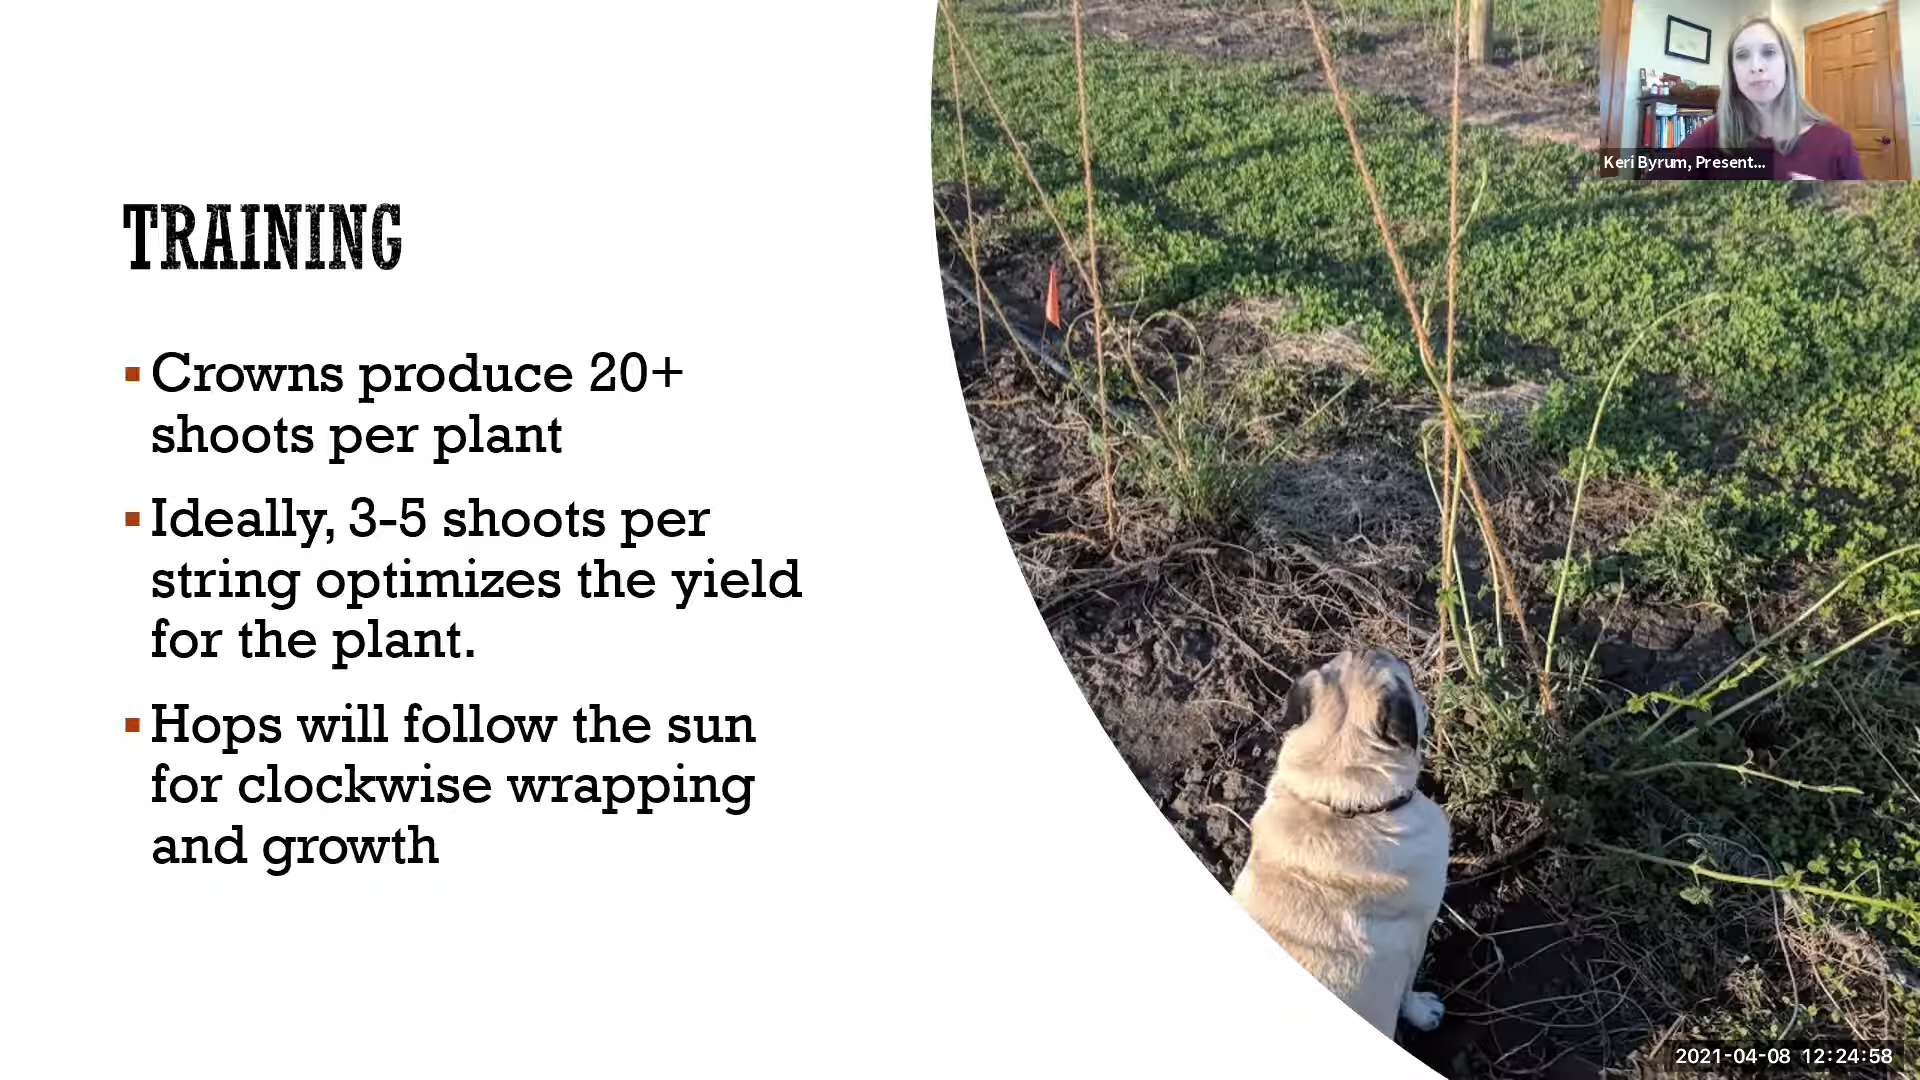 TRAINING
Crowns produce 20+
shoots per plant
Ideally, 3-5 shoots per
string optimizes the yield
for the plant.
Hops will follow the sun
for clockwise wrapping
and growth
Keri Byrum, Present...
2021-04-08 12:24:58